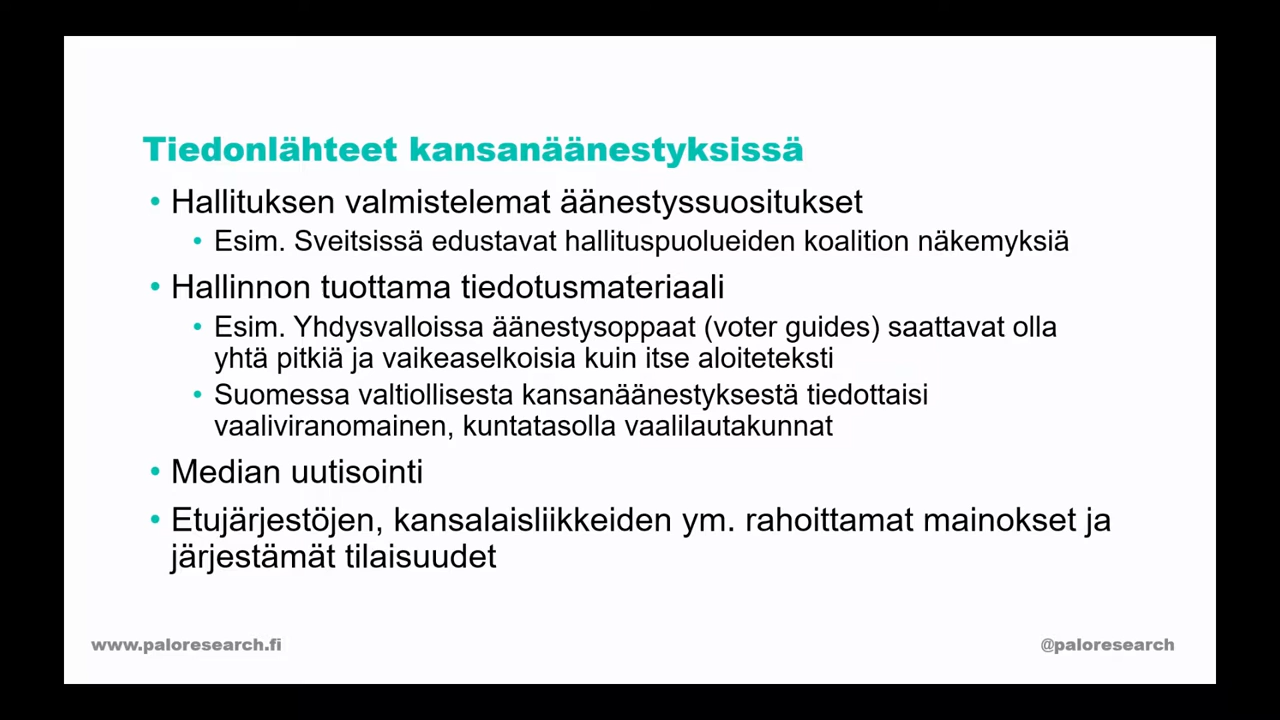 Tiedonlähteet kansanäänestyksissä
• Hallituksen valmistelemat äänestyssuositukset
• Esim. Sveitsissä edustavat hallituspuolueiden koalition näkemyksiä
• Hallinnon tuottama tiedotusmateriaali
• Esim. Yhdysvalloissa äänestysoppaat (voter guides) saattavat olla
yhtä pitkiä ja vaikeaselkoisia kuin itse aloiteteksti
• Suomessa valtiollisesta kansanäänestyksestä tiedottaisi
vaaliviranomainen, kuntatasolla vaalilautakunnat
• Median uutisointi
• Etujärjestöjen, kansalaisliikkeiden ym. rahoittamat mainokset ja
järjestämät tilaisuudet
www.paloresearch.fi
@paloresearch